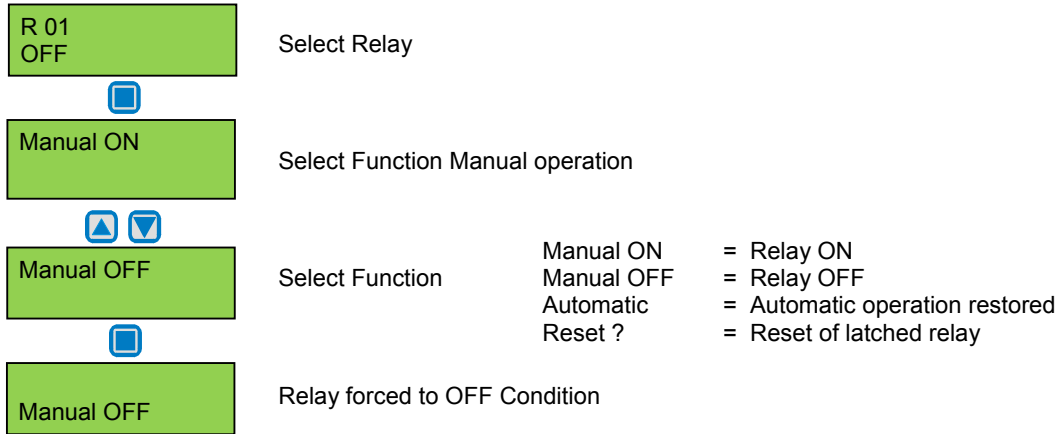 R 01
OFF
Select Relay
Manual ON
Select Function Manual operation
Manual OFF
Select Function
Manual ON = Relay ON
Manual OFF = Relay OFF
Automatic = Automatic operation restored
Reset ? = Reset of latched relay
Manual OFF
Relay forced to OFF Condition